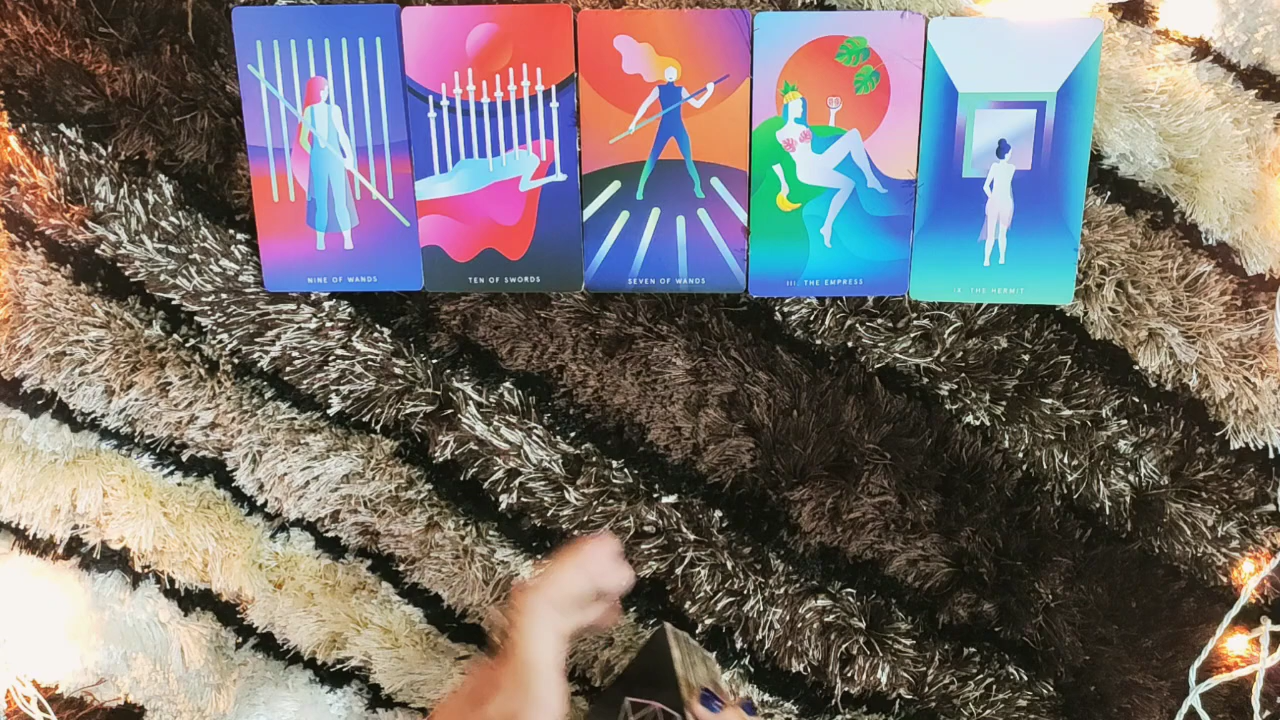 NINE OF WANDS
TEN OF SWORDS
SEVEN OF WANDS
III. THE EMPRESS
IX. THE HERMIT